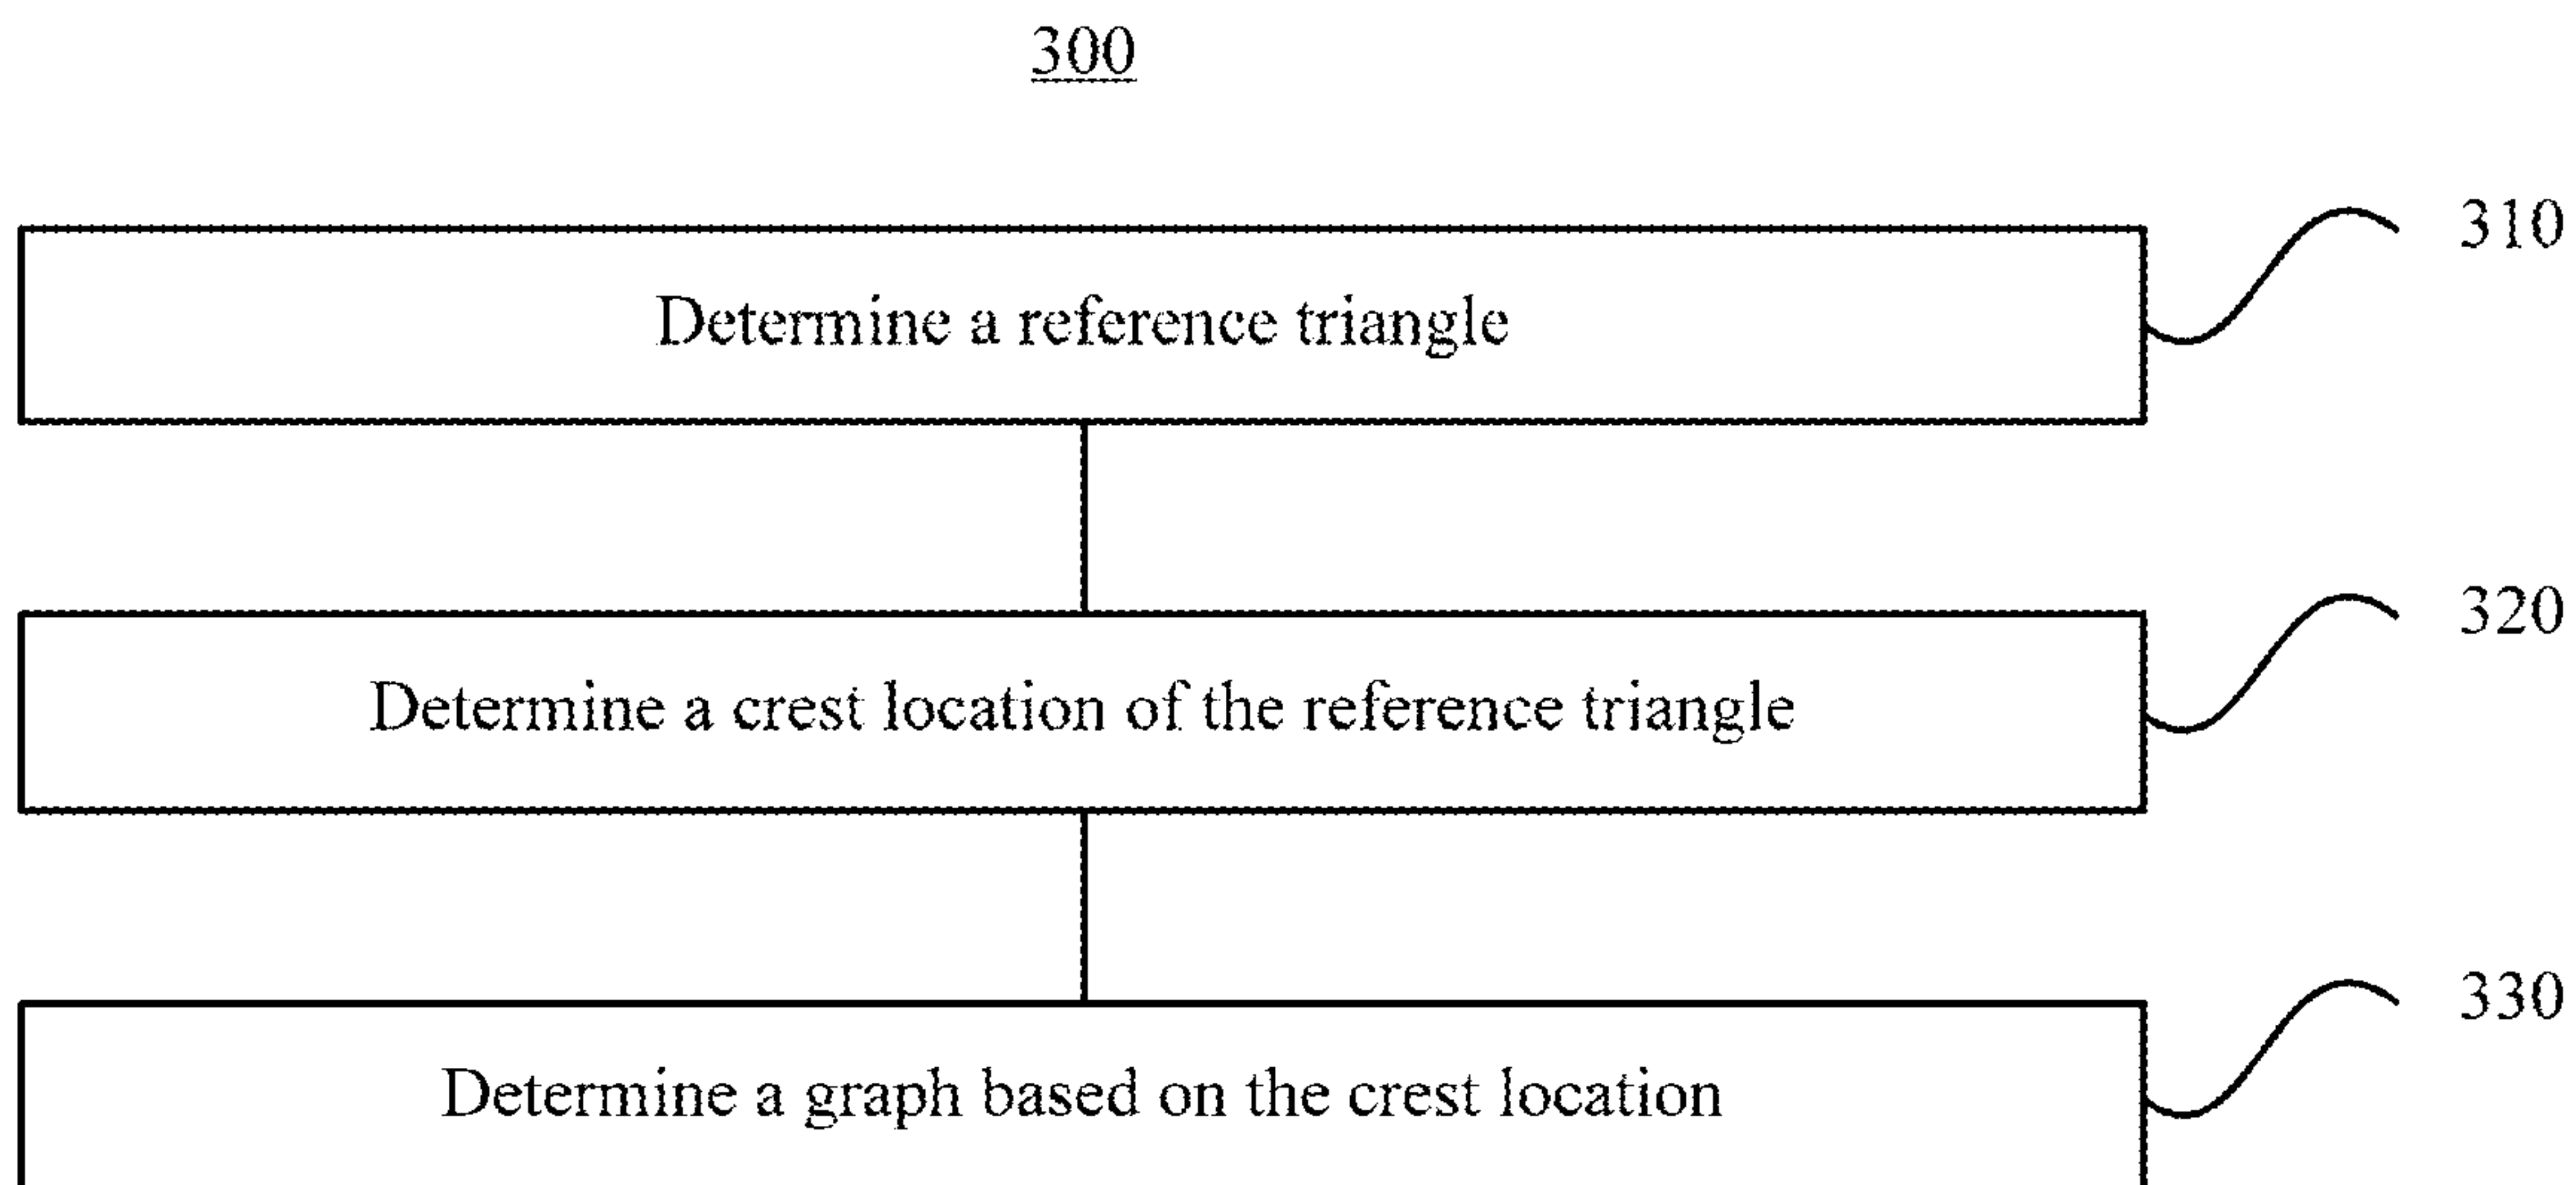 300
310
Determine a reference triangle
320
Determine a crest location of the reference triangle
330
Determine a graph based on the crest location